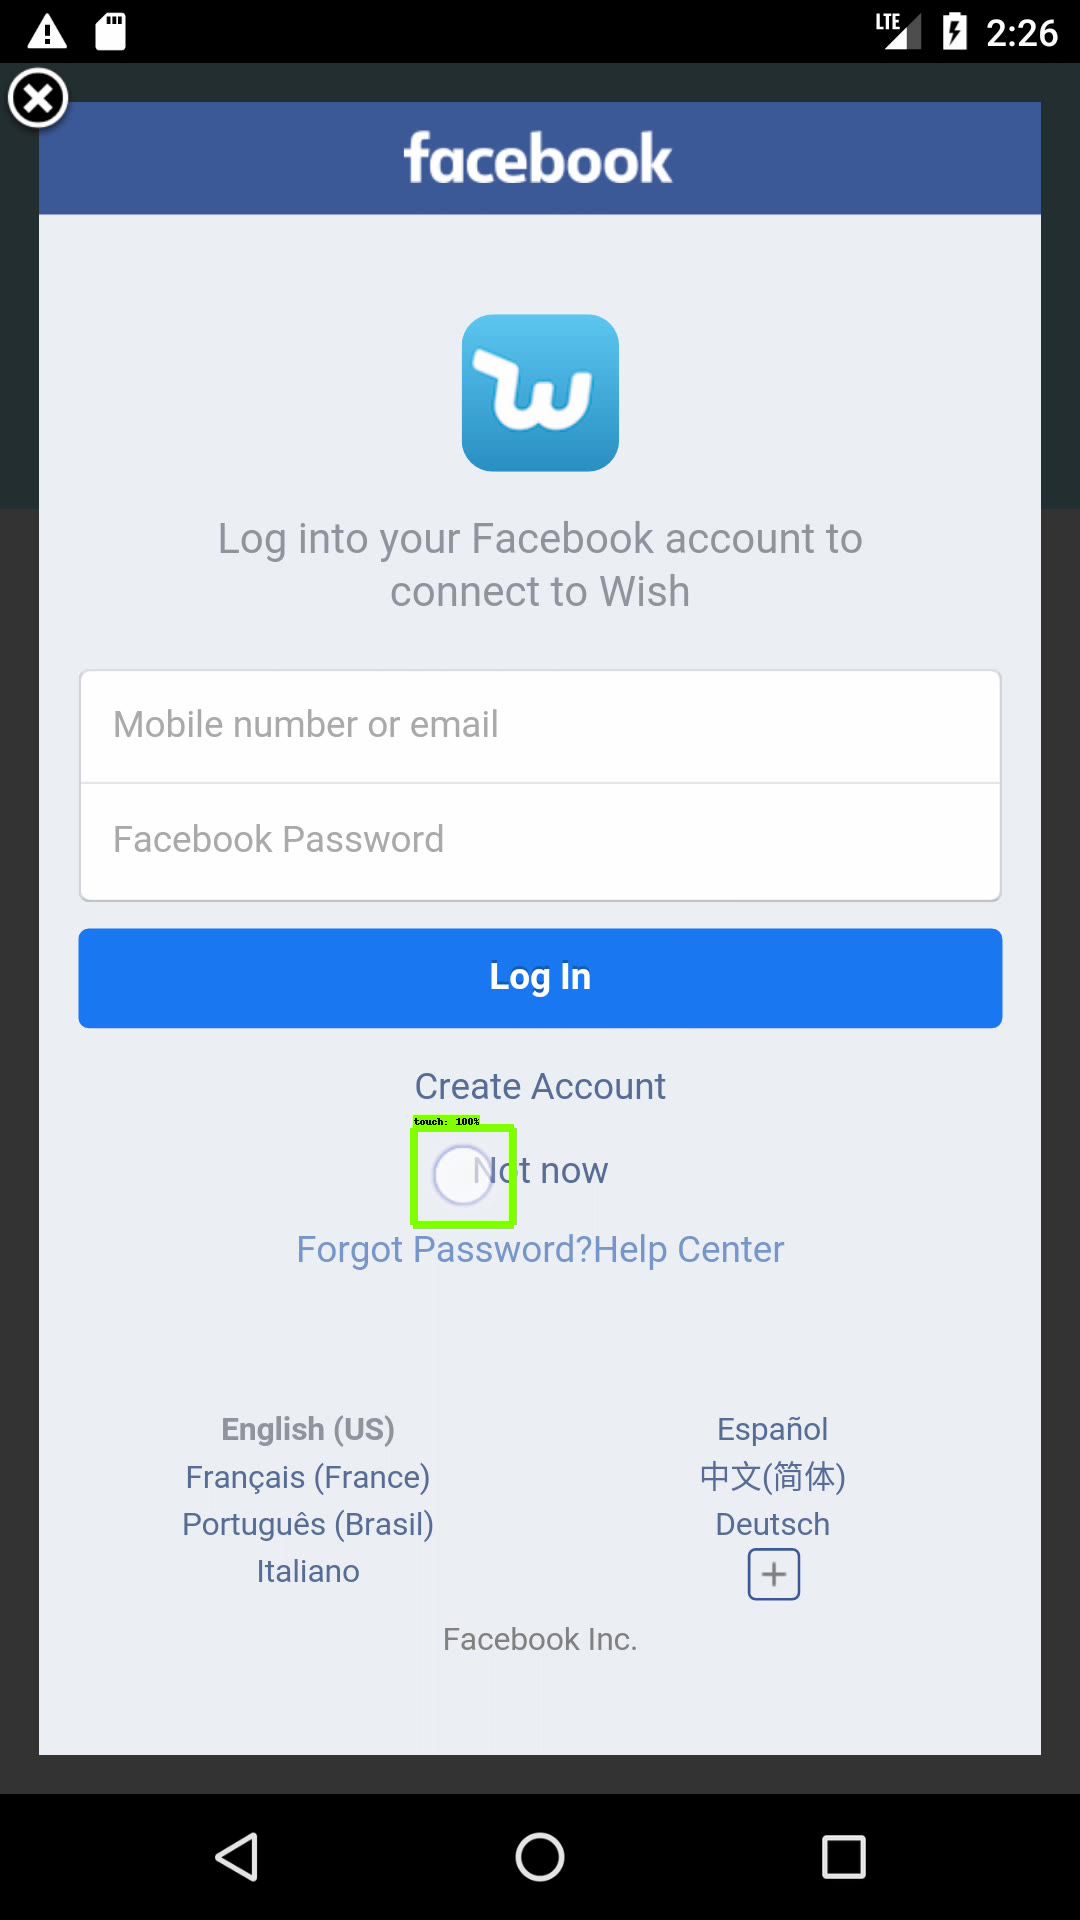 LTE 2:26
facebook
w
Log into your Facebook account to
connect to Wish
Mobile number or email
Facebook Password
Log In
Create Account
touch: 100%
Not now
Forgot Password?Help Center
English (US)
Español
Français (France)
中文(简体)
Português (Brasil)
Deutsch
Italiano
+
Facebook Inc.